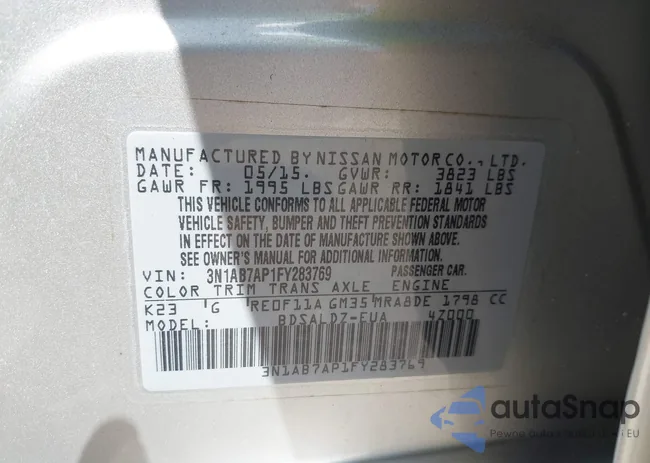 MANUFACTURED BY NISSAN MOTOR CO., LTD.
DATE: 05/15. GVWR: 3823 LBS
GAWR FR: 1995 LBS GAWR RR: 1841 LBS
THIS VEHICLE CONFORMS TO ALL APPLICABLE FEDERAL MOTOR
VEHICLE SAFETY, BUMPER AND THEFT PREVENTION STANDARDS
IN EFFECT ON THE DATE OF MANUFACTURE SHOWN ABOVE.
SEE OWNER'S MANUAL FOR ADDITIONAL INFORMATION
VIN: 3N1AB7AP1FY283769 PASSENGER CAR.
COLOR TRIM TRANS AXLE ENGINE
K23 'G 'RE0F11A GM35'MRA8DE 1798 CC
MODEL: BDSALDZ-EUA 4Z000
3N1AB7AP1FY283769
autaSnap